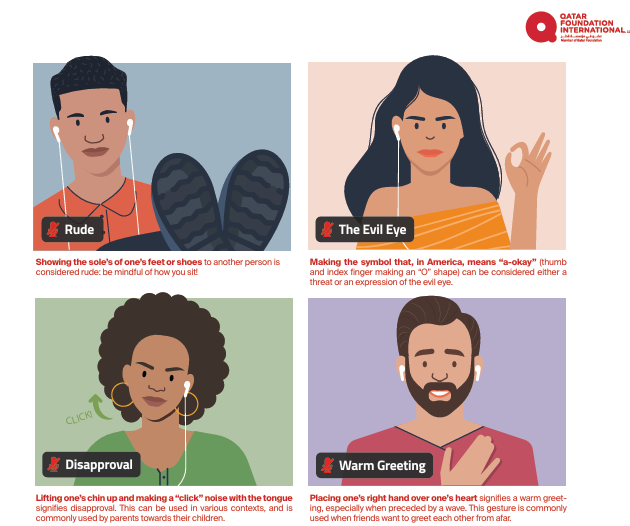 QATAR
FOUNDATION
INTERNATIONAL
Member of Qatar Foundation
Rude
The Evil Eye
Showing the sole's of one's feet or shoes to another person is
considered rude: be mindful of how you sit!
Making the symbol that, in America, means "a-okay" (thumb
and index finger making an "O" shape) can be considered either a
threat or an expression of the evil eye.
CLICK!
Disapproval
Warm Greeting
Lifting one's chin up and making a "click" noise with the tongue
signifies disapproval. This can be used in various contexts, and is
commonly used by parents towards their children.
Placing one's right hand over one's heart signifies a warm greet-
ing, especially when preceded by a wave. This gesture is commonly
used when friends want to greet each other from afar.